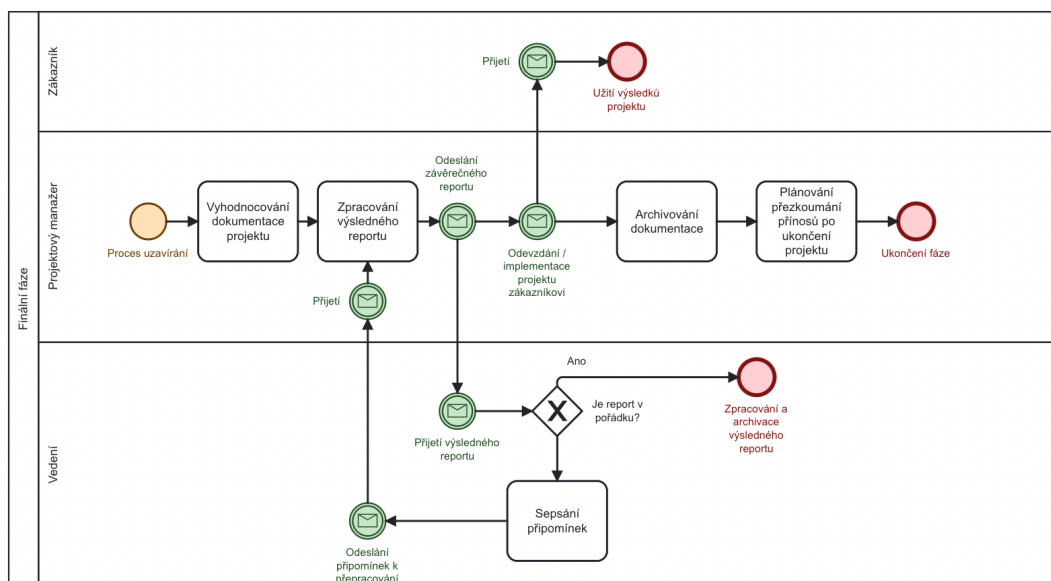 Finální fáze
Zákazník
Přijetí
Užití výsledků
projektu
Projektový manažer
Proces uzavírání
Vyhodnocování
dokumentace
projektu
Zpracování
výsledného
reportu
Odeslání
závěrečného
reportu
Odevzdání /
implementace
projektu
zákazníkovi
Archivování
dokumentace
Plánování
přezkoumání
přínosů po
ukončení
projektu
Ukončení fáze
Přijetí
Vedení
Přijetí výsledného
reportu
Ano
Je report v
pořádku?
Zpracování a
archivace
výsledného
reportu
Sepsání
připomínek
Odeslání
připomínek k
přepracování